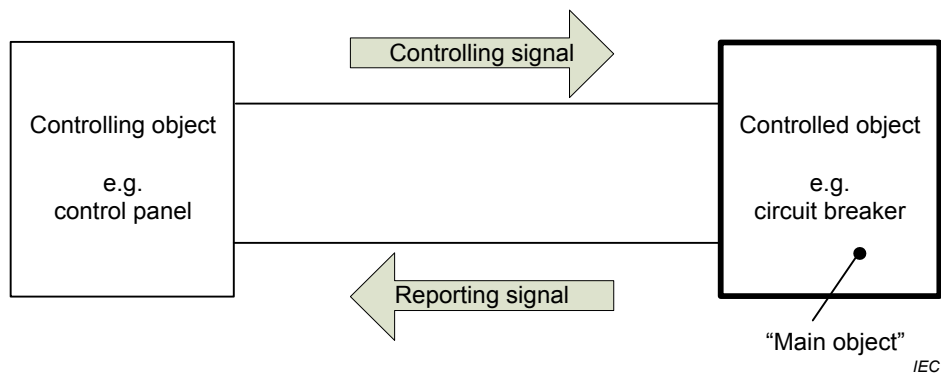 Controlling signal
Controlling object
e.g.
control panel
Controlled object
e.g.
circuit breaker
Reporting signal
“Main object”
IEC